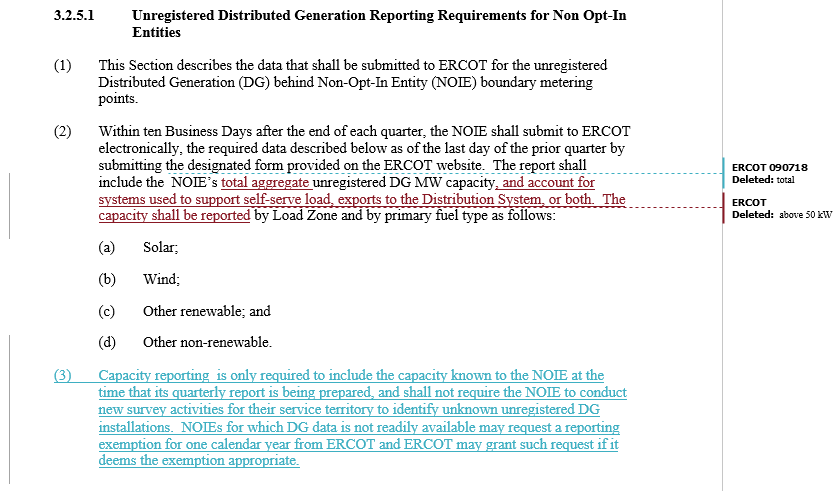 3.2.5.1 Unregistered Distributed Generation Reporting Requirements for Non Opt-In
Entities
(1) This Section describes the data that shall be submitted to ERCOT for the unregistered
Distributed Generation (DG) behind Non-Opt-In Entity (NOIE) boundary metering
points.
(2) Within ten Business Days after the end of each quarter, the NOIE shall submit to ERCOT
electronically, the required data described below as of the last day of the prior quarter by
submitting the designated form provided on the ERCOT website.  The report shall
include the  NOIE's total aggregate unregistered DG MW capacity, and account for
systems used to support self-serve load, exports to the Distribution System, or both.  The
capacity shall be reported by Load Zone and by primary fuel type as follows:
(a) Solar;
(b) Wind;
(c) Other renewable; and
(d) Other non-renewable.
(3) Capacity reporting  is only required to include the capacity known to the NOIE at the
time that its quarterly report is being prepared, and shall not require the NOIE to conduct
new survey activities for their service territory to identify unknown unregistered DG
installations.  NOIEs for which DG data is not readily available may request a reporting
exemption for one calendar year from ERCOT and ERCOT may grant such request if it
deems the exemption appropriate.
ERCOT 090718
Deleted: total
ERCOT
Deleted:  above 50 kW